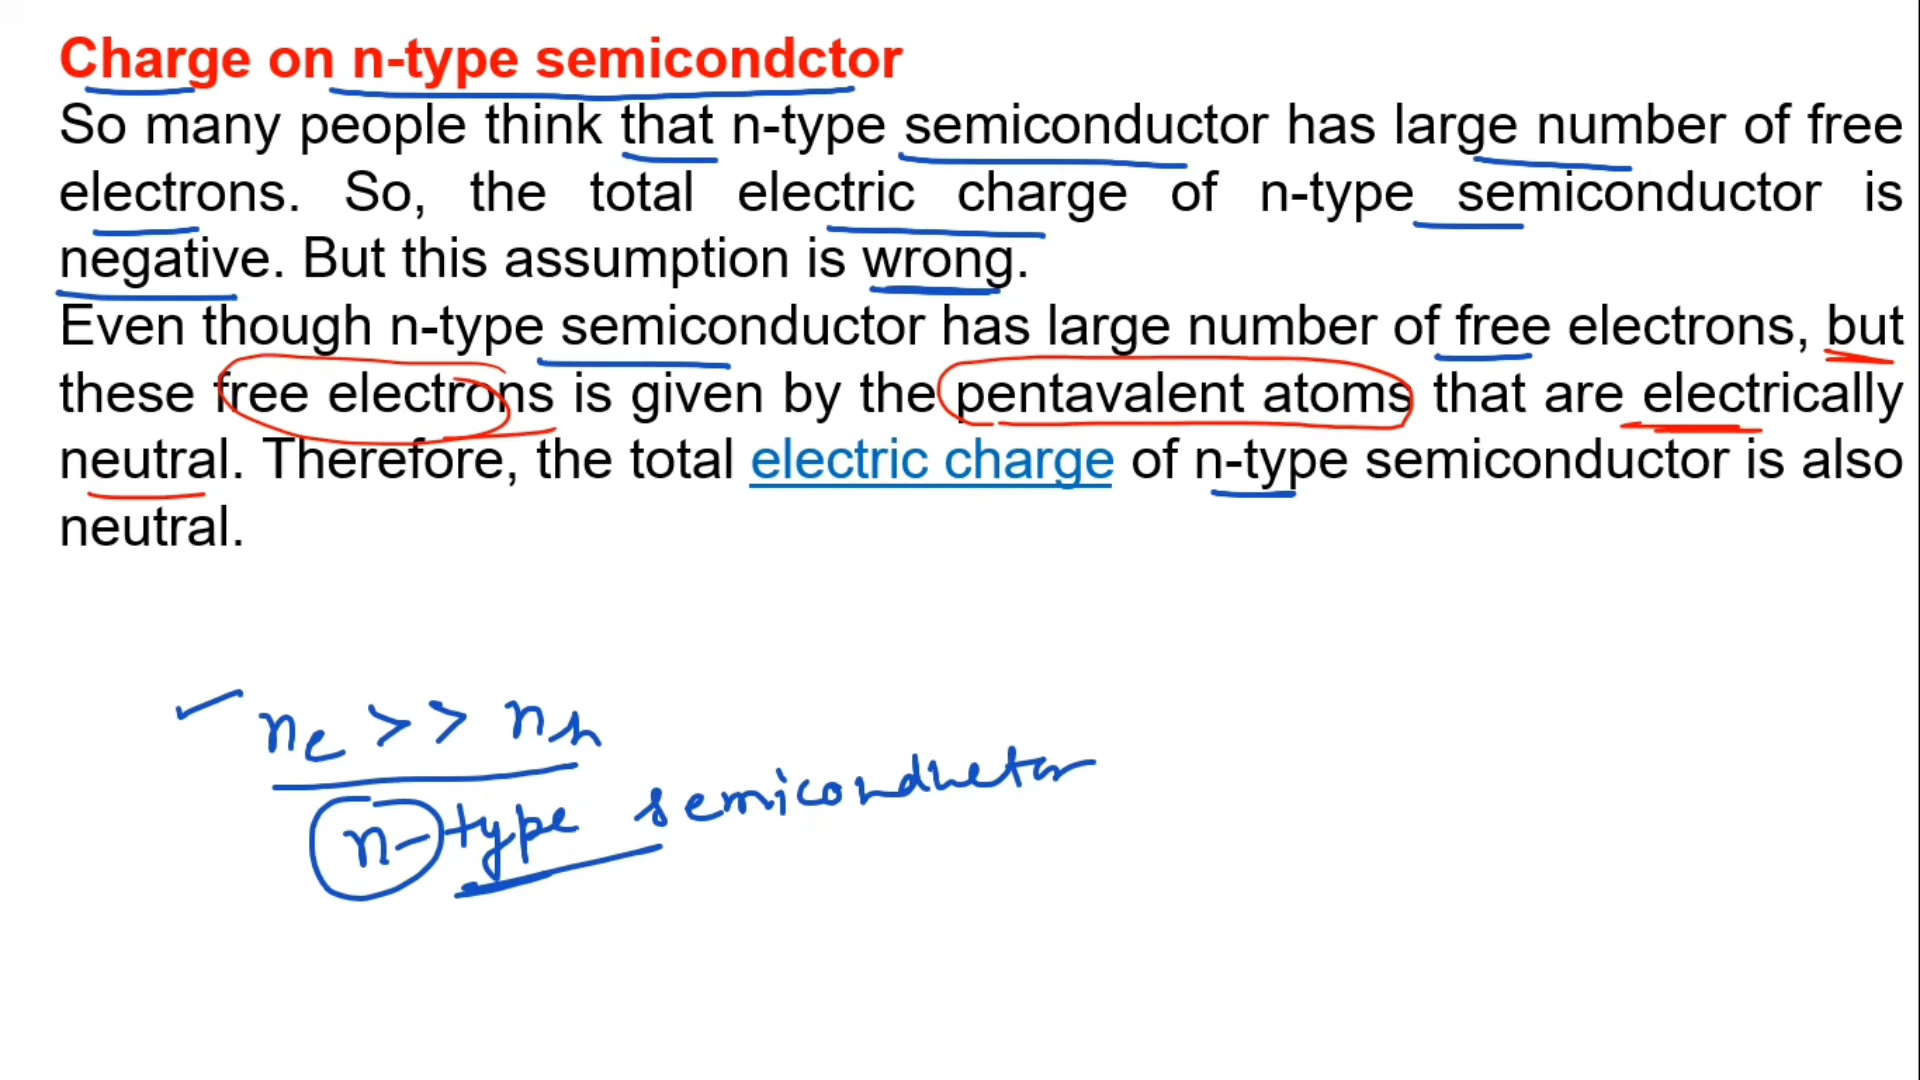 Charge on n-type semicondctor
So many people think that n-type semiconductor has large number of free
electrons. So, the total electric charge of n-type semiconductor is
negative. But this assumption is wrong.
Even though n-type semiconductor has large number of free electrons, but
these free electrons is given by the pentavalent atoms that are electrically
neutral. Therefore, the total electric charge of n-type semiconductor is also
neutral.
ne >> nh
n-type semiconductor